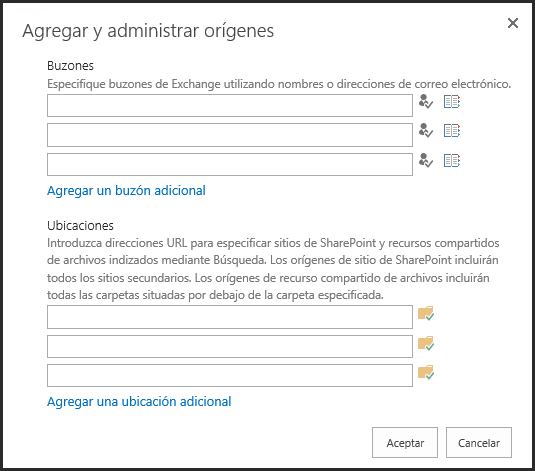 Agregar y administrar orígenes
Buzones
Especifique buzones de Exchange utilizando nombres o direcciones de correo electrónico.
Agregar un buzón adicional
Ubicaciones
Introduzca direcciones URL para especificar sitios de SharePoint y recursos compartidos
de archivos indizados mediante Búsqueda. Los orígenes de sitio de SharePoint incluirán
todos los sitios secundarios. Los orígenes de recurso compartido de archivos incluirán
todas las carpetas situadas por debajo de la carpeta especificada.
Agregar una ubicación adicional
Aceptar
Cancelar